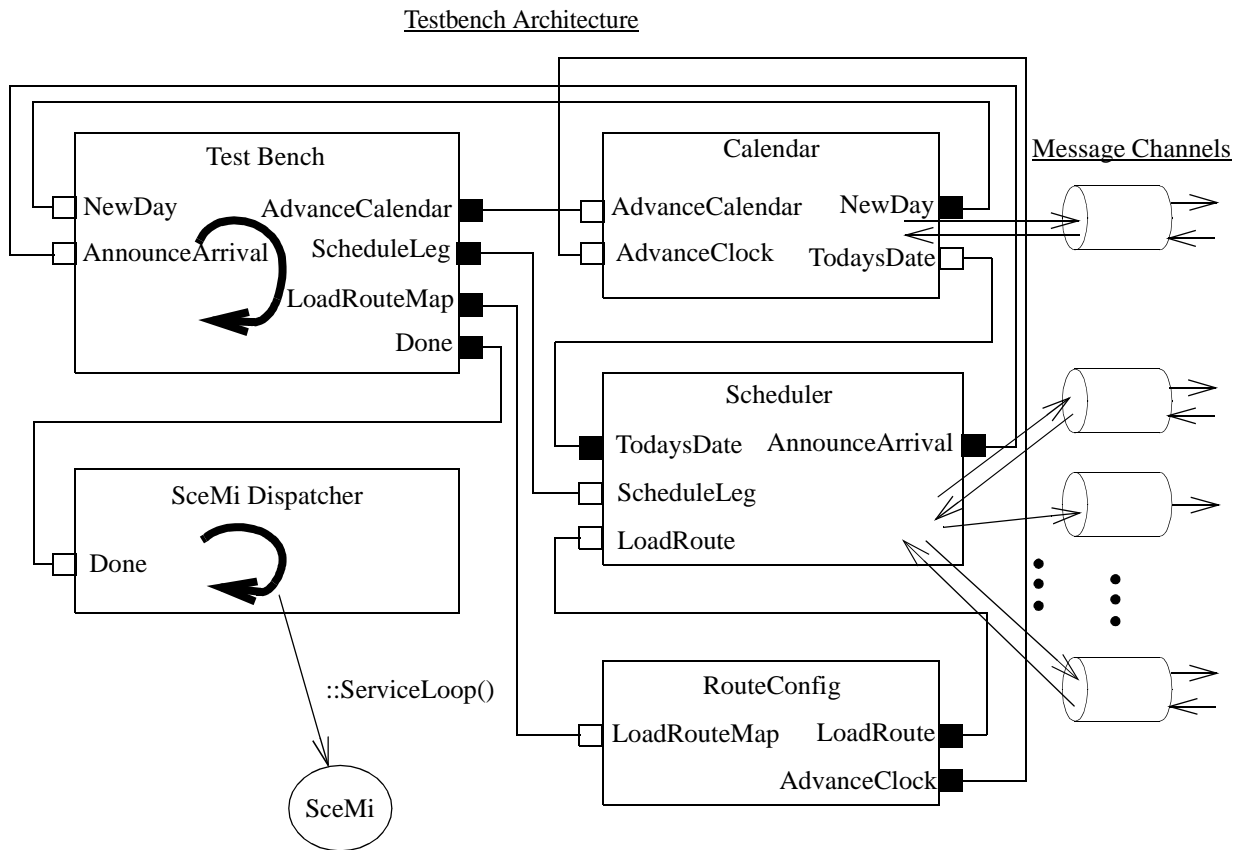 Testbench Architecture
Test Bench
NewDay
AnnounceArrival
AdvanceCalendar
ScheduleLeg
LoadRouteMap
Done
Calendar
AdvanceCalendar
AdvanceClock
NewDay
TodaysDate
Message Channels
Scheduler
TodaysDate
ScheduleLeg
LoadRoute
AnnounceArrival
SceMi Dispatcher
Done
::ServiceLoop()
SceMi
RouteConfig
LoadRouteMap
LoadRoute
AdvanceClock